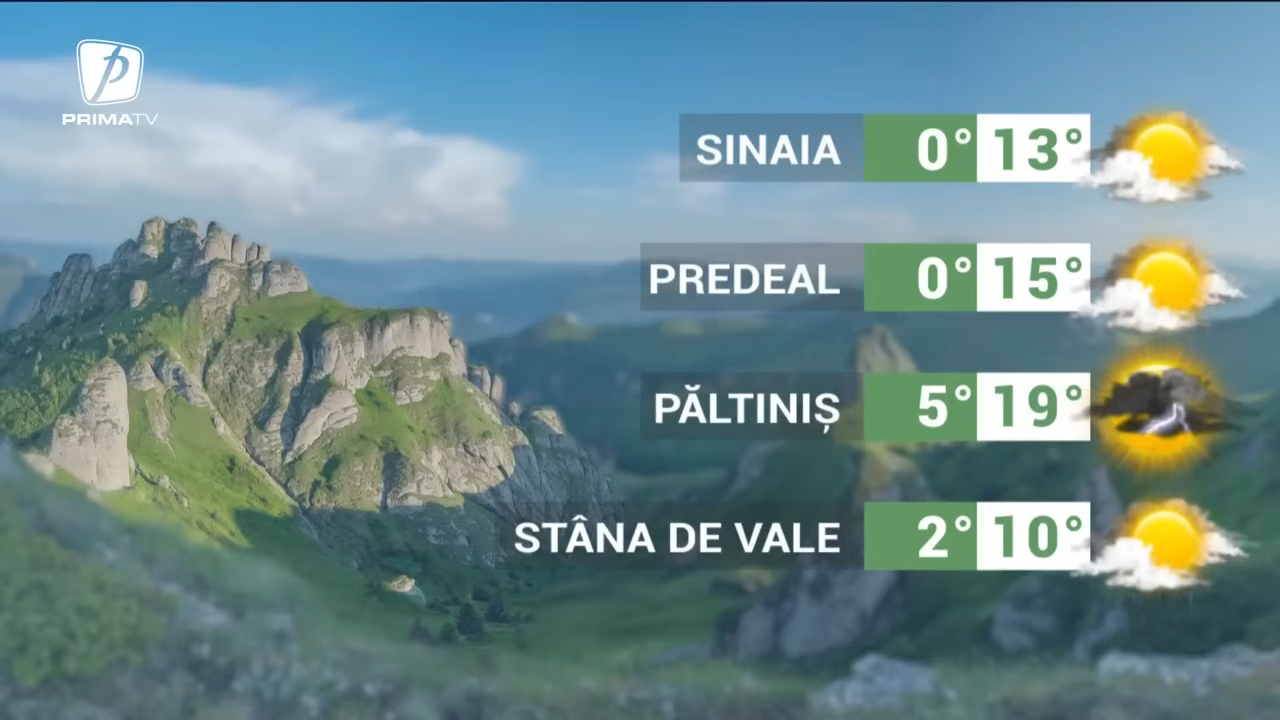 PRIMATV
SINAIA 0° 13°
PREDEAL 0° 15°
PĂLTINIȘ 5° 19°
STÂNA DE VALE 2° 10°